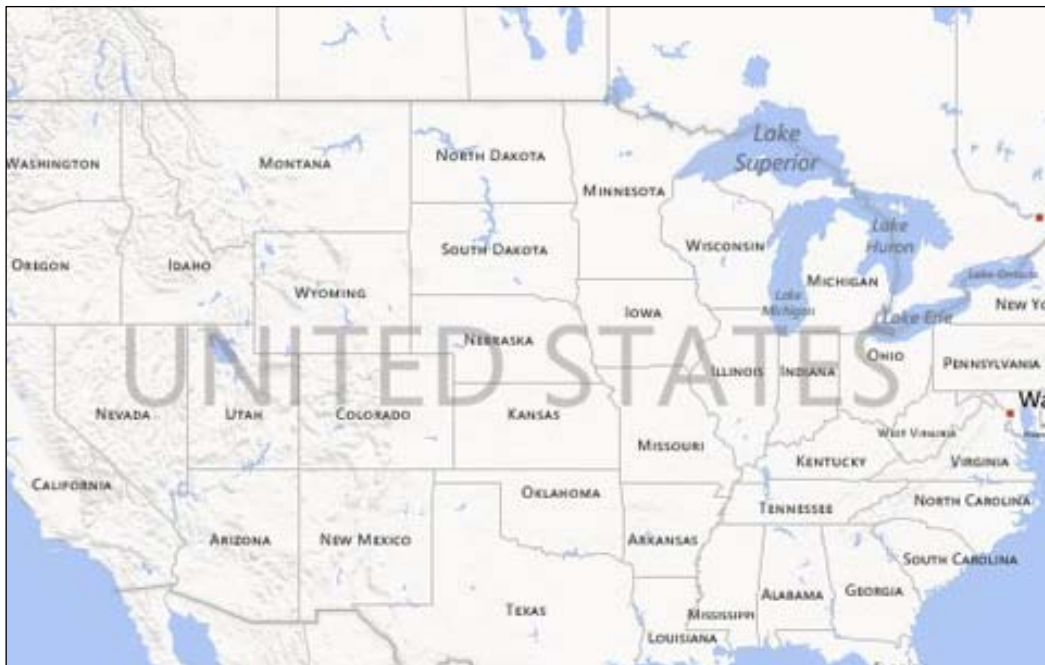 Lake
Superior
WASHINGTON
MONTANA
NORTH DAKOTA
MINNESOTA
Lake
Huron
OREGON
IDAHO
SOUTH DAKOTA
WISCONSIN
WYOMING
MICHIGAN
Lake Ontario
Lake
Michigan
IOWA
NEW YO
Lake Erie
NEBRASKA
UNITED STATES
OHIO
PENNSYLVANIA
ILLINOIS
INDIANA
NEVADA
UTAH
COLORADO
KANSAS
Wa
WEST VIRGINIA
MISSOURI
KENTUCKY
VIRGINIA
CALIFORNIA
OKLAHOMA
NORTH CAROLINA
TENNESSEE
ARIZONA
NEW MEXICO
ARKANSAS
SOUTH CAROLINA
TEXAS
MISSISSIPPI
ALABAMA
GEORGIA
LOUISIANA